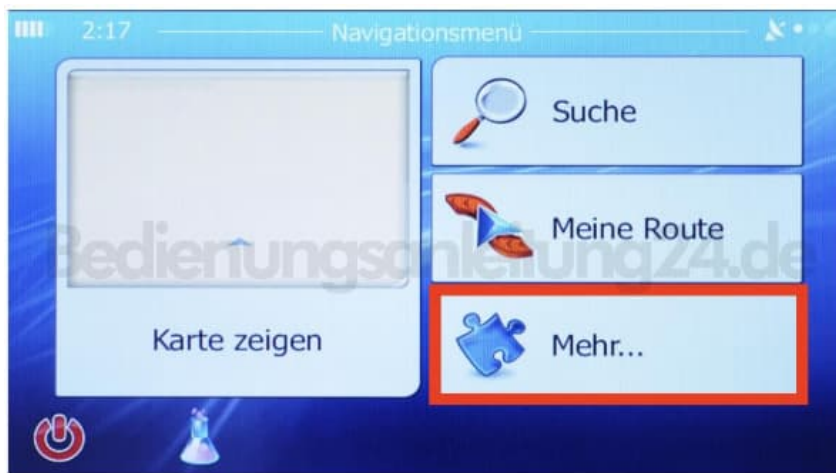 2:17
Navigationsmenü
Suche
Meine Route
Bedienungsanleitung24.de
Karte zeigen
Mehr...